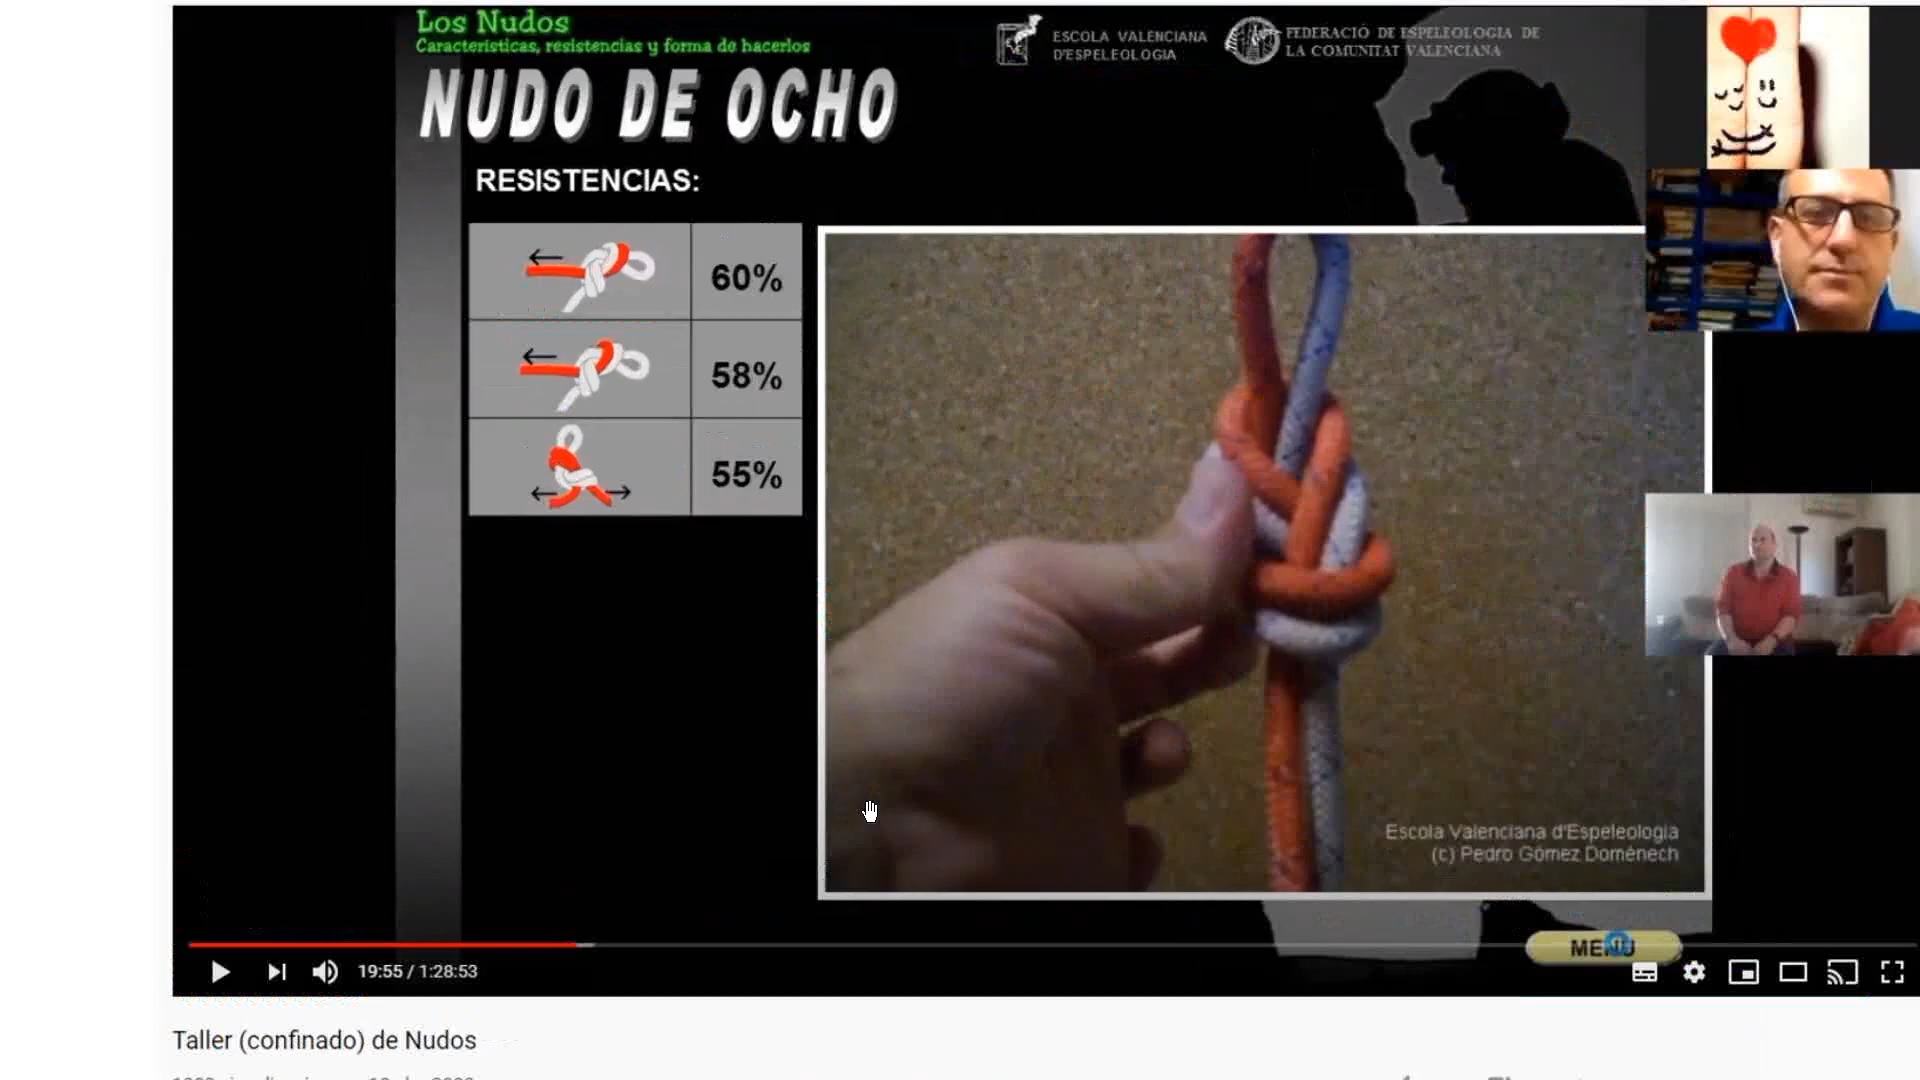 Los Nudos
Características, resistencias y forma de hacerlos
NUDO DE OCHO
ESCOLA VALENCIANA
D'ESPELEOLOGIA
FEDERACIÓ DE ESPELEOLOGIA DE
LA COMUNITAT VALENCIANA
RESISTENCIAS:
60%
58%
55%
Escola Valenciana d'Espeleologia
(c) Pedro Gómez Doménech
MENU
19:55 / 1:28:53
Taller (confinado) de Nudos